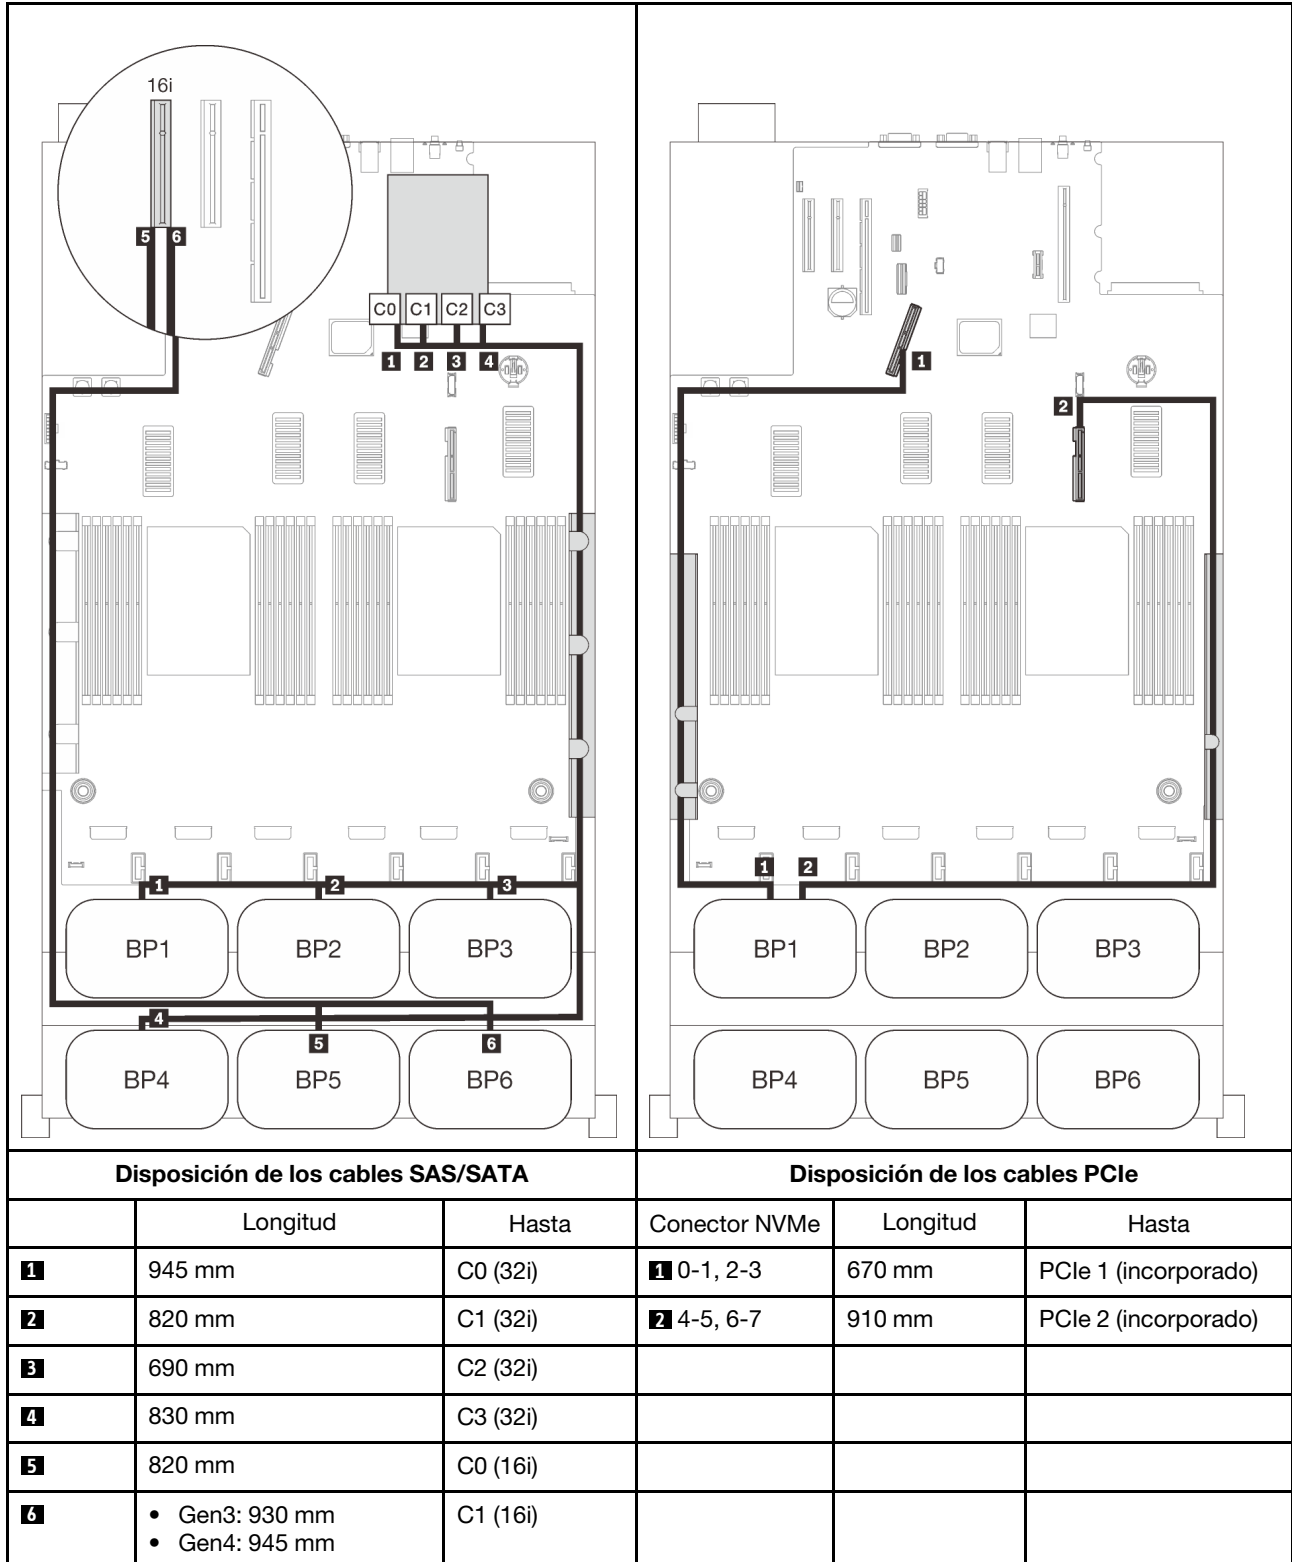 16i
5 6
C0 C1 C2 C3
1 2 3 4
1 2 3
BP1 BP2 BP3
4
5 6
BP4 BP5 BP6
1
2
1 2
BP1 BP2 BP3
BP4 BP5 BP6
Disposición de los cables SAS/SATA
Longitud Hasta
1 945 mm C0 (32i)
2 820 mm C1 (32i)
3 690 mm C2 (32i)
4 830 mm C3 (32i)
5 820 mm C0 (16i)
6 • Gen3: 930 mm C1 (16i)
• Gen4: 945 mm
Disposición de los cables PCIe
Conector NVMe Longitud Hasta
1 0-1, 2-3 670 mm PCIe 1 (incorporado)
2 4-5, 6-7 910 mm PCIe 2 (incorporado)